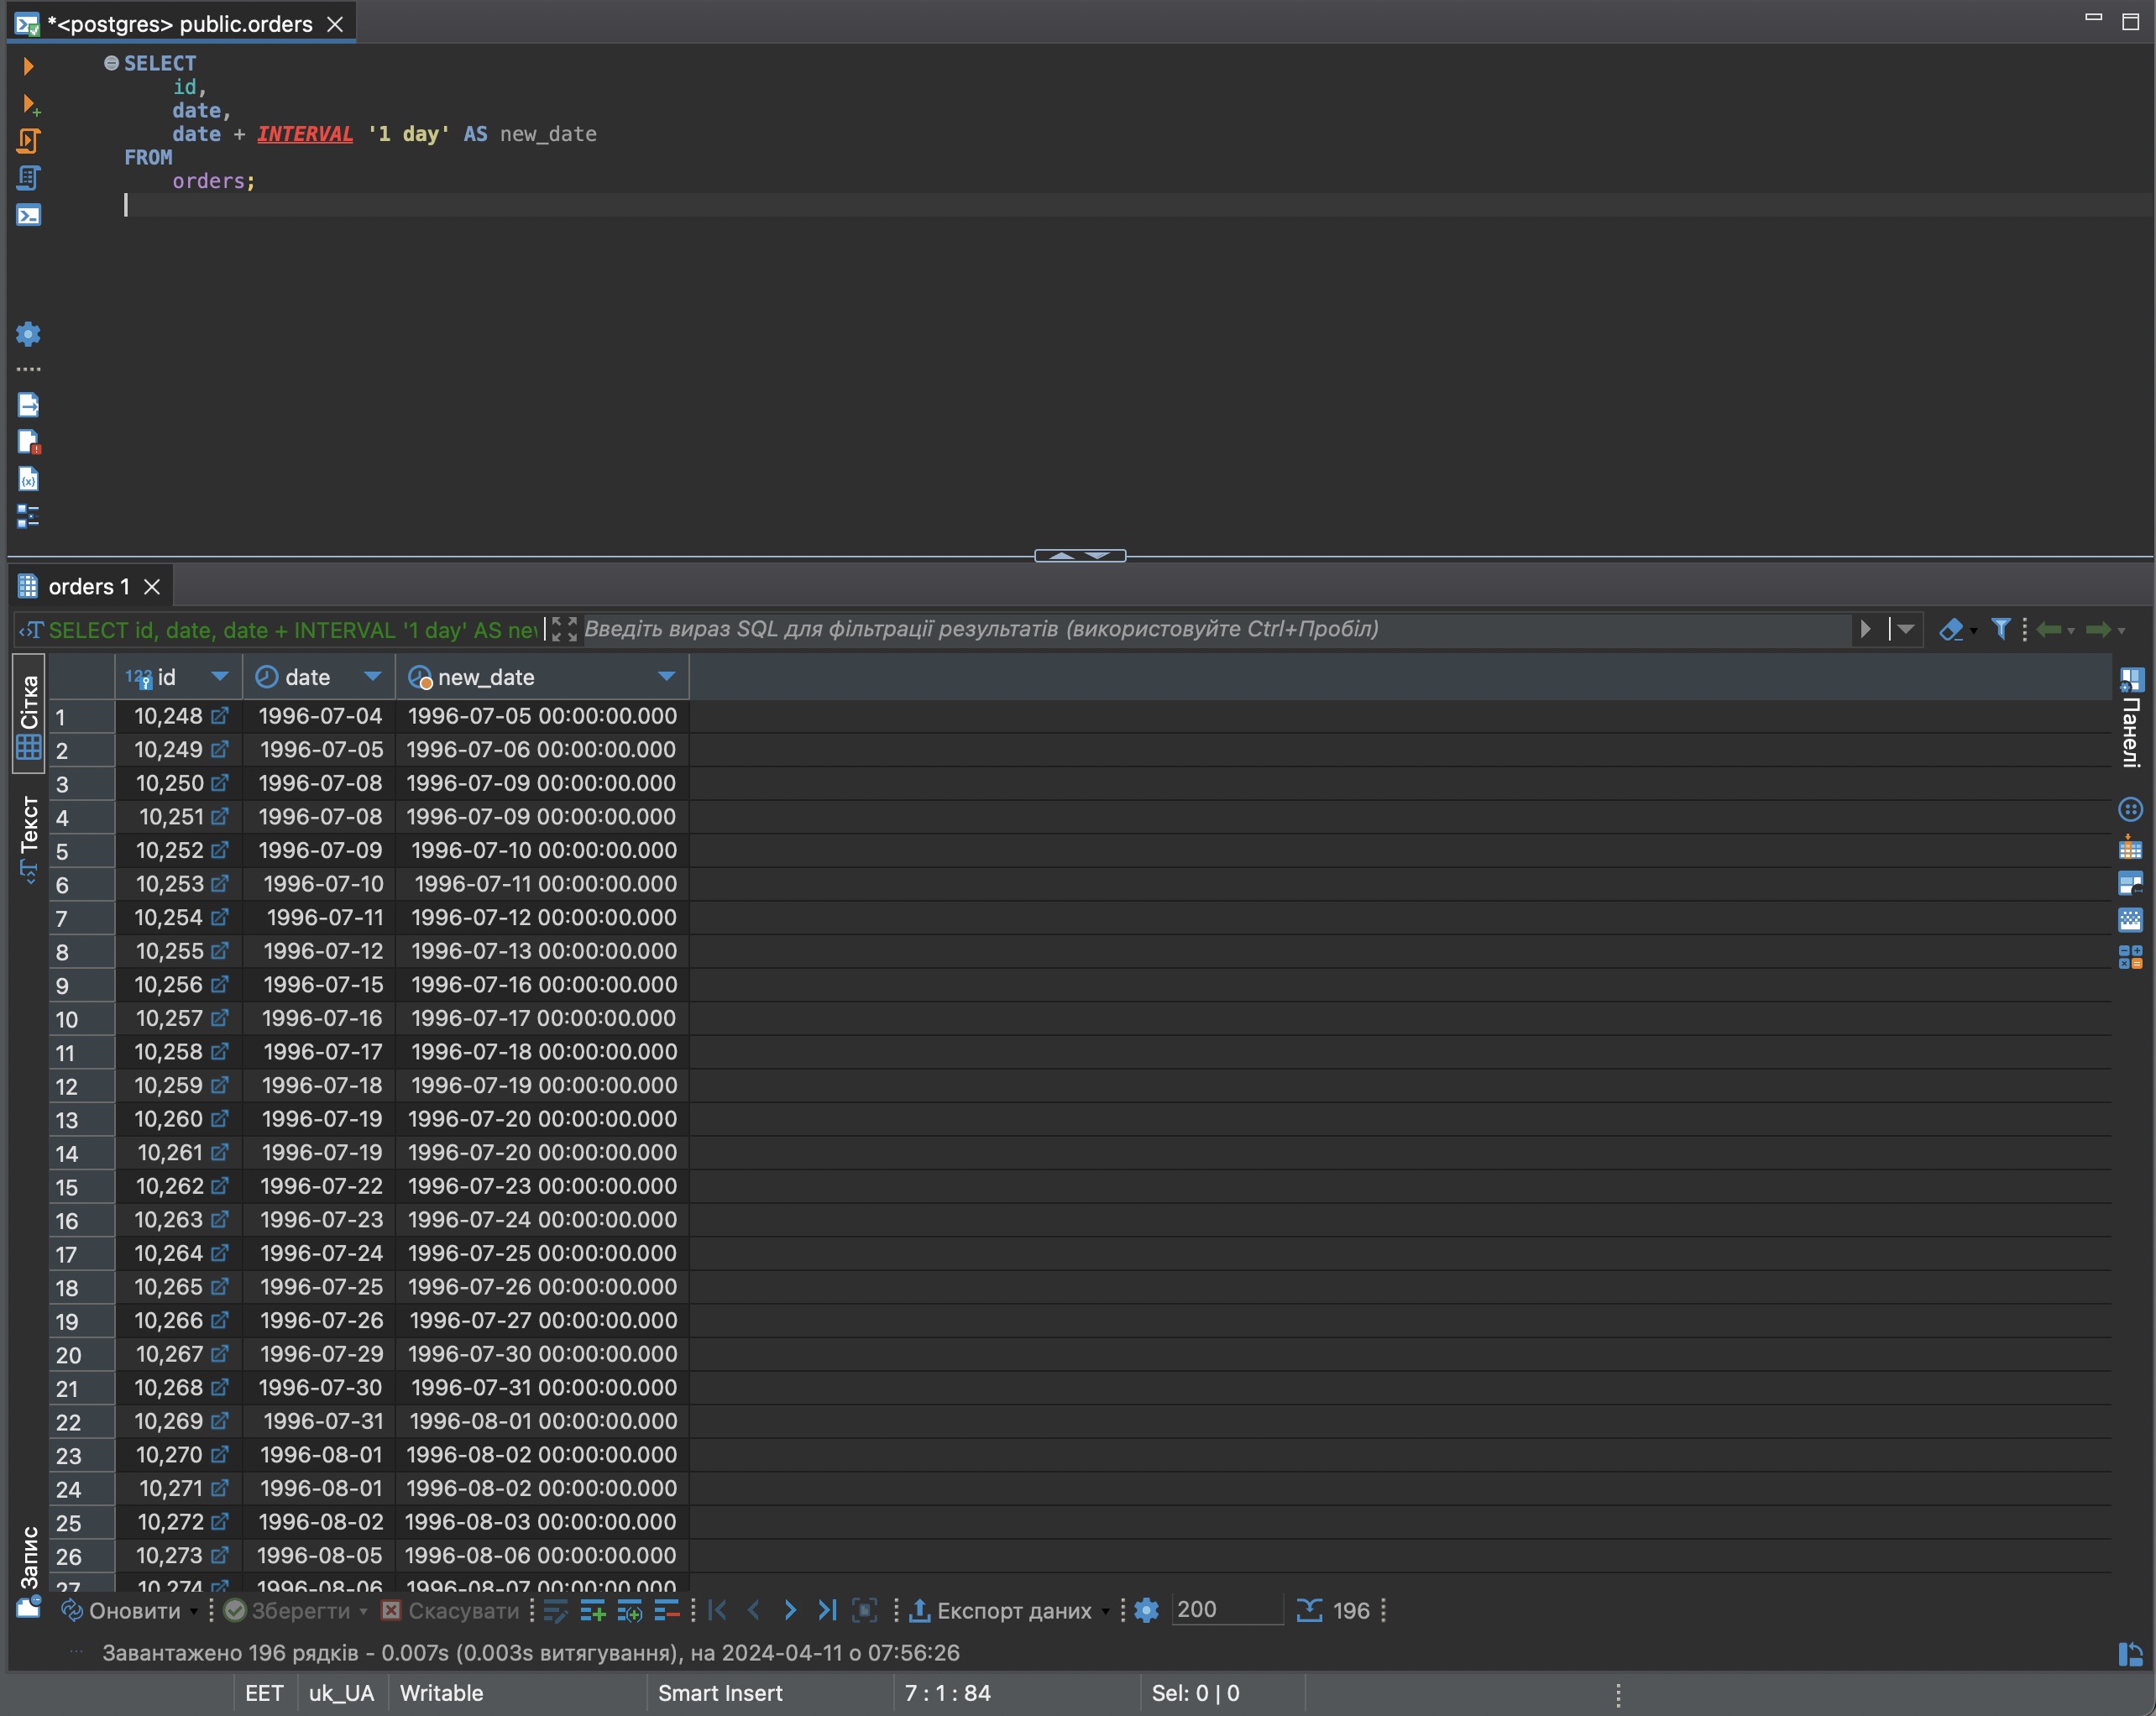 *<postgres> public.orders
SELECT
id,
date,
date + INTERVAL '1 day' AS new_date
FROM
orders;
orders 1
SELECT id, date, date + INTERVAL '1 day' AS nev
Введіть вираз SQL для фільтрації результатів (використовуйте Ctrl+Пробіл)
Сітка
Текст
Запис
Панелі
123 id date new_date
1 10,248 1996-07-04 1996-07-05 00:00:00.000
2 10,249 1996-07-05 1996-07-06 00:00:00.000
3 10,250 1996-07-08 1996-07-09 00:00:00.000
4 10,251 1996-07-08 1996-07-09 00:00:00.000
5 10,252 1996-07-09 1996-07-10 00:00:00.000
6 10,253 1996-07-10 1996-07-11 00:00:00.000
7 10,254 1996-07-11 1996-07-12 00:00:00.000
8 10,255 1996-07-12 1996-07-13 00:00:00.000
9 10,256 1996-07-15 1996-07-16 00:00:00.000
10 10,257 1996-07-16 1996-07-17 00:00:00.000
11 10,258 1996-07-17 1996-07-18 00:00:00.000
12 10,259 1996-07-18 1996-07-19 00:00:00.000
13 10,260 1996-07-19 1996-07-20 00:00:00.000
14 10,261 1996-07-19 1996-07-20 00:00:00.000
15 10,262 1996-07-22 1996-07-23 00:00:00.000
16 10,263 1996-07-23 1996-07-24 00:00:00.000
17 10,264 1996-07-24 1996-07-25 00:00:00.000
18 10,265 1996-07-25 1996-07-26 00:00:00.000
19 10,266 1996-07-26 1996-07-27 00:00:00.000
20 10,267 1996-07-29 1996-07-30 00:00:00.000
21 10,268 1996-07-30 1996-07-31 00:00:00.000
22 10,269 1996-07-31 1996-08-01 00:00:00.000
23 10,270 1996-08-01 1996-08-02 00:00:00.000
24 10,271 1996-08-01 1996-08-02 00:00:00.000
25 10,272 1996-08-02 1996-08-03 00:00:00.000
26 10,273 1996-08-05 1996-08-06 00:00:00.000
27 10,274 1996-08-06 1996-08-07 00:00:00.000
Оновити Зберегти Скасувати Експорт даних 200 196
Завантажено 196 рядків - 0.007s (0.003s витягування), на 2024-04-11 о 07:56:26
EET uk_UA Writable Smart Insert 7 : 1 : 84 Sel: 0 | 0